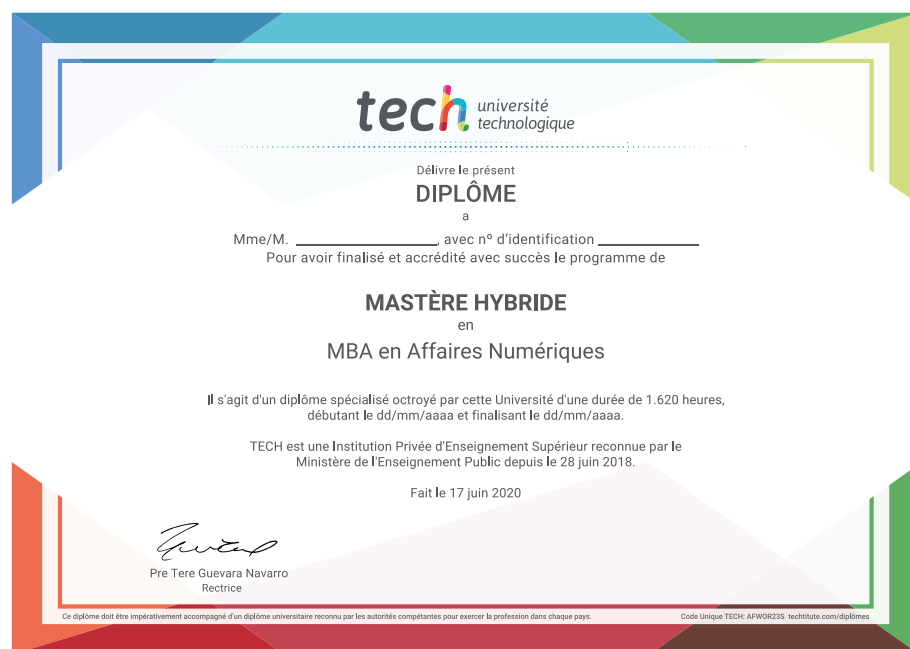 tech université
technologique
Délivre le présent
DIPLÔME
a
Mme/M. ____________________, avec nº d'identification ______________
Pour avoir finalisé et accrédité avec succès le programme de
MASTÈRE HYBRIDE
en
MBA en Affaires Numériques
Il s'agit d'un diplôme spécialisé octroyé par cette Université d'une durée de 1.620 heures,
débutant le dd/mm/aaaa et finalisant le dd/mm/aaaa.
TECH est une Institution Privée d'Enseignement Supérieur reconnue par le
Ministère de l'Enseignement Public depuis le 28 juin 2018.
Fait le 17 juin 2020
Pre Tere Guevara Navarro
Rectrice
Ce diplôme doit être impérativement accompagné d'un diplôme universitaire reconnu par les autorités compétantes pour exercer la profession dans chaque pays.
Code Unique TECH: AFWOR23S techtitute.com/diplômes